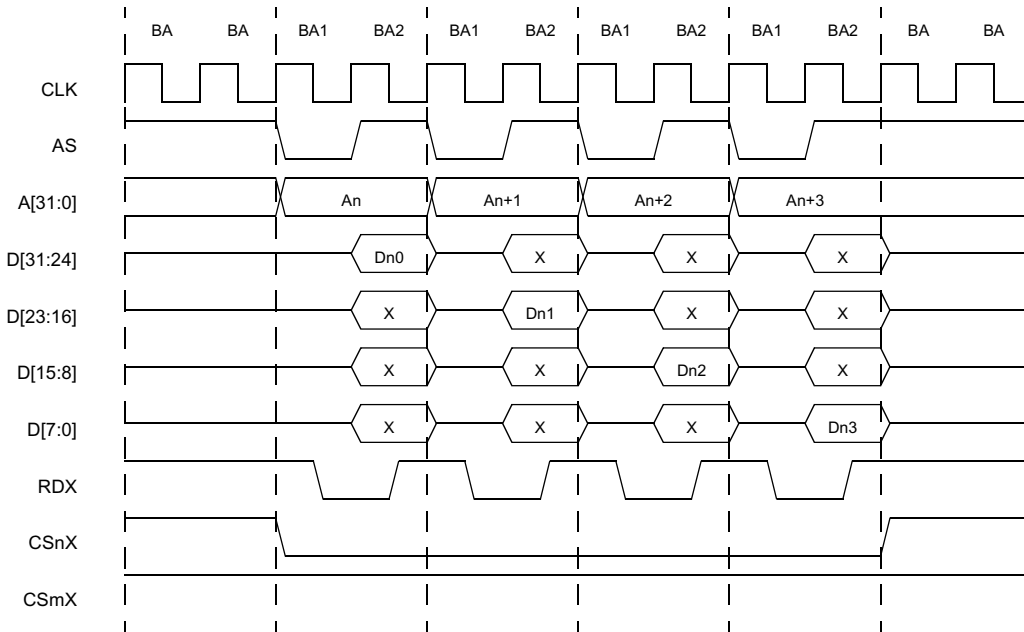 BA BA BA1 BA2 BA1 BA2 BA1 BA2 BA1 BA2 BA BA
CLK
AS
A[31:0] An An+1 An+2 An+3
D[31:24] Dn0 X X X
D[23:16] X Dn1 X X
D[15:8] X X Dn2 X
D[7:0] X X X Dn3
RDX
CSnX
CSmX